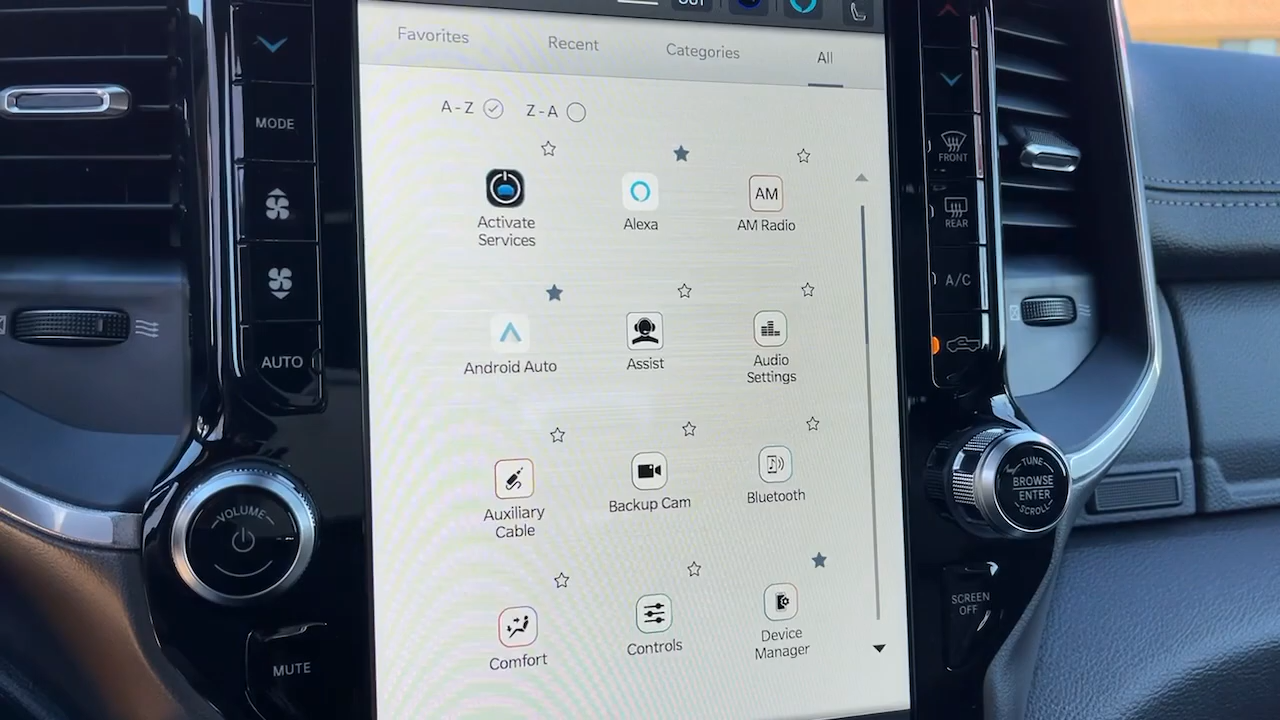 OUT
Favorites
Recent
Categories
All
A-Z
Z-A
MODE
AUTO
VOLUME
MUTE
Activate
Services
Alexa
AM
AM Radio
Android Auto
Assist
Audio
Settings
Auxiliary
Cable
Backup Cam
Bluetooth
Comfort
Controls
Device
Manager
FRONT
REAR
A/C
TUNE
BROWSE
ENTER
SCROLL
SCREEN
OFF